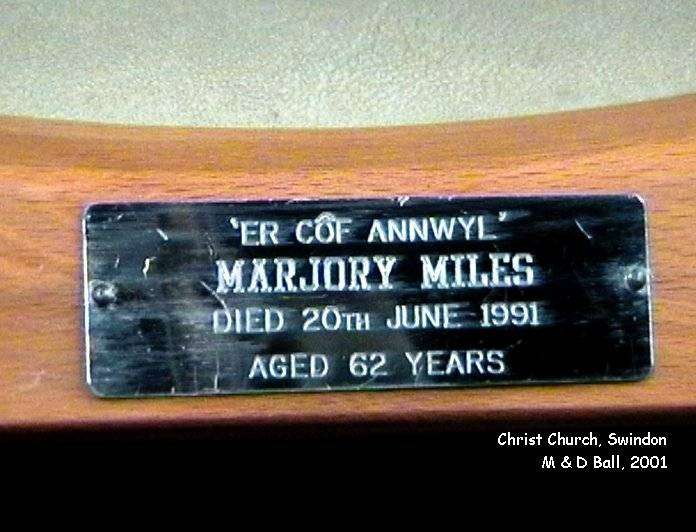 'ER CÔF ANNWYL'
MARJORY MILES
DIED 20TH JUNE 1991
AGED 62 YEARS
Christ Church, Swindon
M & D Ball, 2001